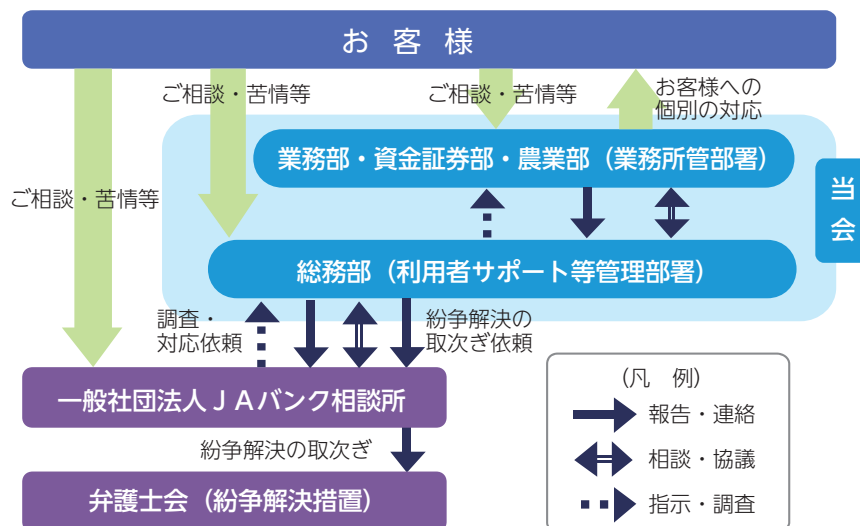 お客様
ご相談・苦情等
ご相談・苦情等
ご相談・苦情等
お客様への
個別の対応
業務部・資金証券部・農業部（業務所管部署）
当会
総務部（利用者サポート等管理部署）
調査・
対応依頼
紛争解決の
取次ぎ依頼
一般社団法人ＪＡバンク相談所
紛争解決の取次ぎ
弁護士会（紛争解決措置）
（凡　例）
報告・連絡
相談・協議
指示・調査